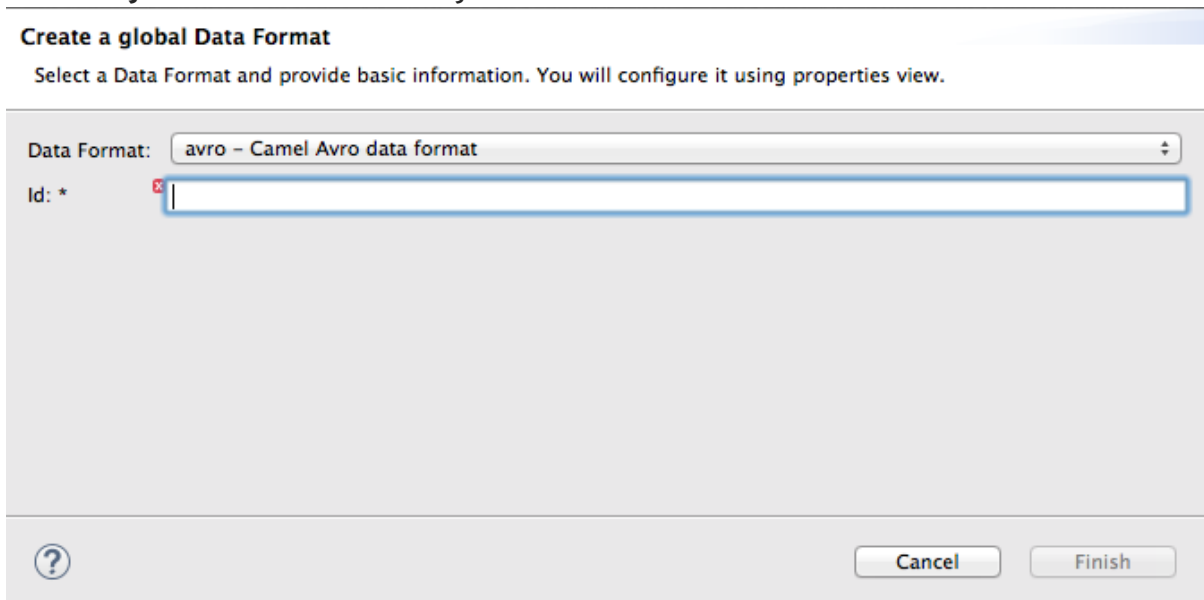 Create a global Data Format
Select a Data Format and provide basic information. You will configure it using properties view.
Data Format: avro – Camel Avro data format
Id: *
? Cancel Finish